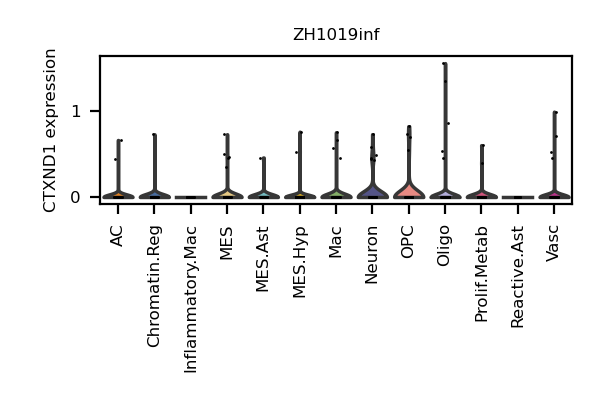 ZH1019inf
CTXND1 expression
1
0
AC
Chromatin.Reg
Inflammatory.Mac
MES
MES.Ast
MES.Hyp
Mac
Neuron
OPC
Oligo
Prolif.Metab
Reactive.Ast
Vasc